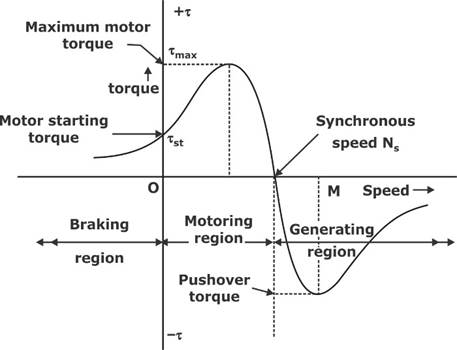 +τ
Maximum motor
torque
τmax
torque
Motor starting
torque
τst
Synchronous
speed Ns
O
M
Speed
Braking
region
Motoring
region
Generating
region
Pushover
torque
−τ